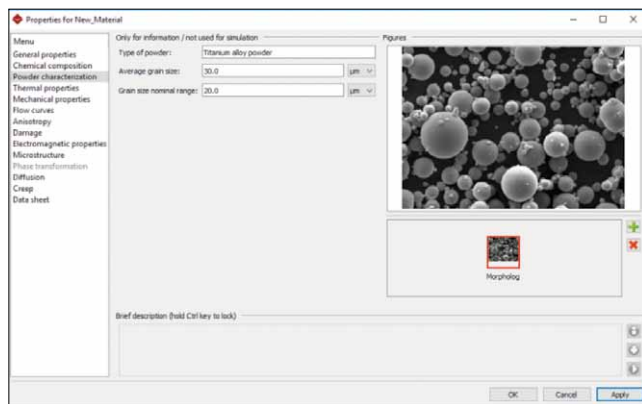 Properties for New_Material
Menu
General properties
Chemical composition
Powder characterization
Thermal properties
Mechanical properties
Flow curves
Anisotropy
Damage
Electromagnetic properties
Microstructure
Phase transformation
Diffusion
Creep
Data sheet
Only for information / not used for simulation
Type of powder: Titanium alloy powder
Average grain size: 30.0 µm
Grain size nominal range: 20.0 µm
Figures
Morpholog
Brief description (hold Ctrl key to lock)
OK Cancel Apply